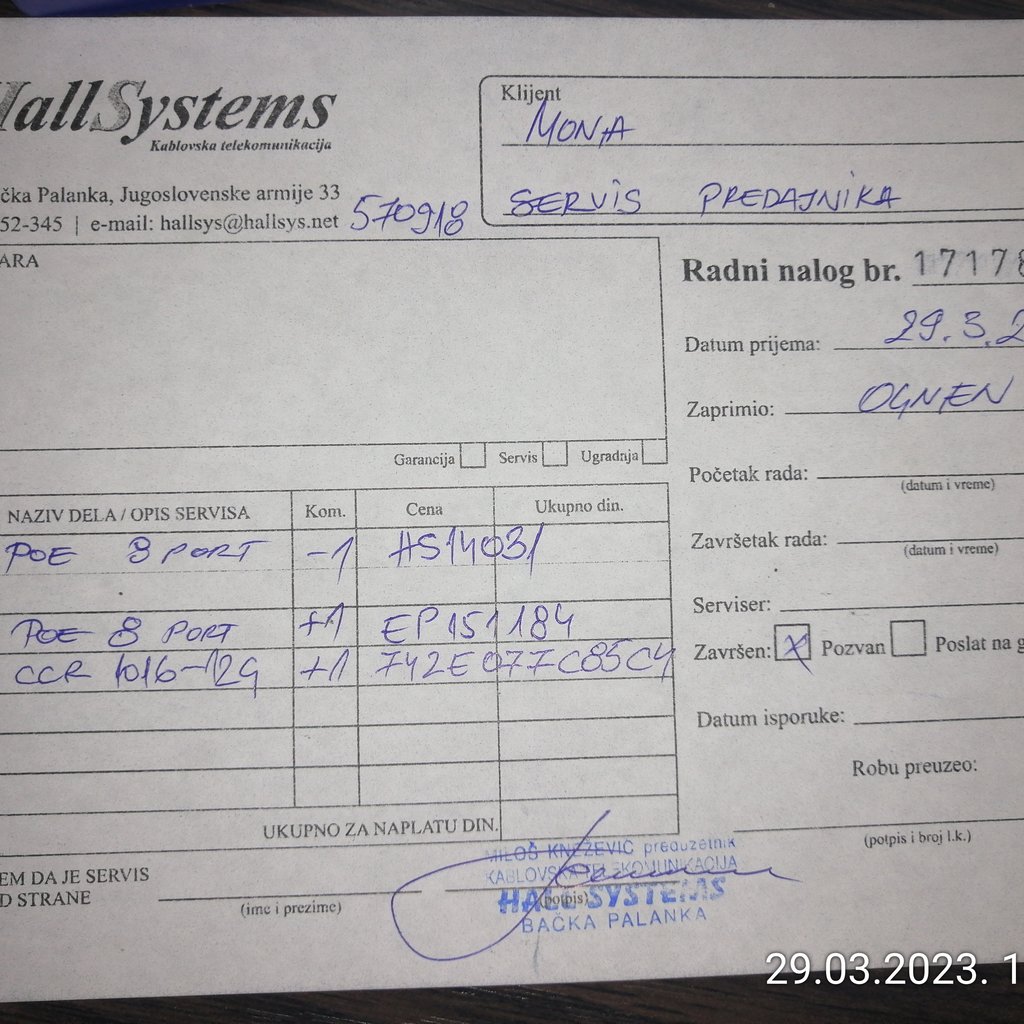 HallSystems
Kablovska telekomunikacija
čka Palanka, Jugoslovenske armije 33
52-345 | e-mail: hallsys@hallsys.net 570918
Klijent
MONA
SERVIS PREDAJNIKA
ARA
Garancija Servis Ugradnja
Radni nalog br. 17178
Datum prijema: 29.3.2
Zaprimio: OGNJEN
Početak rada:
(datum i vreme)
Završetak rada:
(datum i vreme)
Serviser:
Završen: X Pozvan Poslat na g
Datum isporuke:
Robu preuzeo:
(potpis i broj l.k.)
NAZIV DELA / OPIS SERVISA Kom. Cena Ukupno din.
POE 8 PORT -1 HS14031
POE 8 PORT +1 EP151184
CCR 1016-12G +1 742E077C85C4
UKUPNO ZA NAPLATU DIN.
EM DA JE SERVIS
D STRANE
(ime i prezime)
(potpis)
MILOŠ KNEŽEVIĆ preduzetnik
KABLOVSKA TELEKOMUNIKACIJA
HALL SYSTEMS
BAČKA PALANKA
29.03.2023. 1